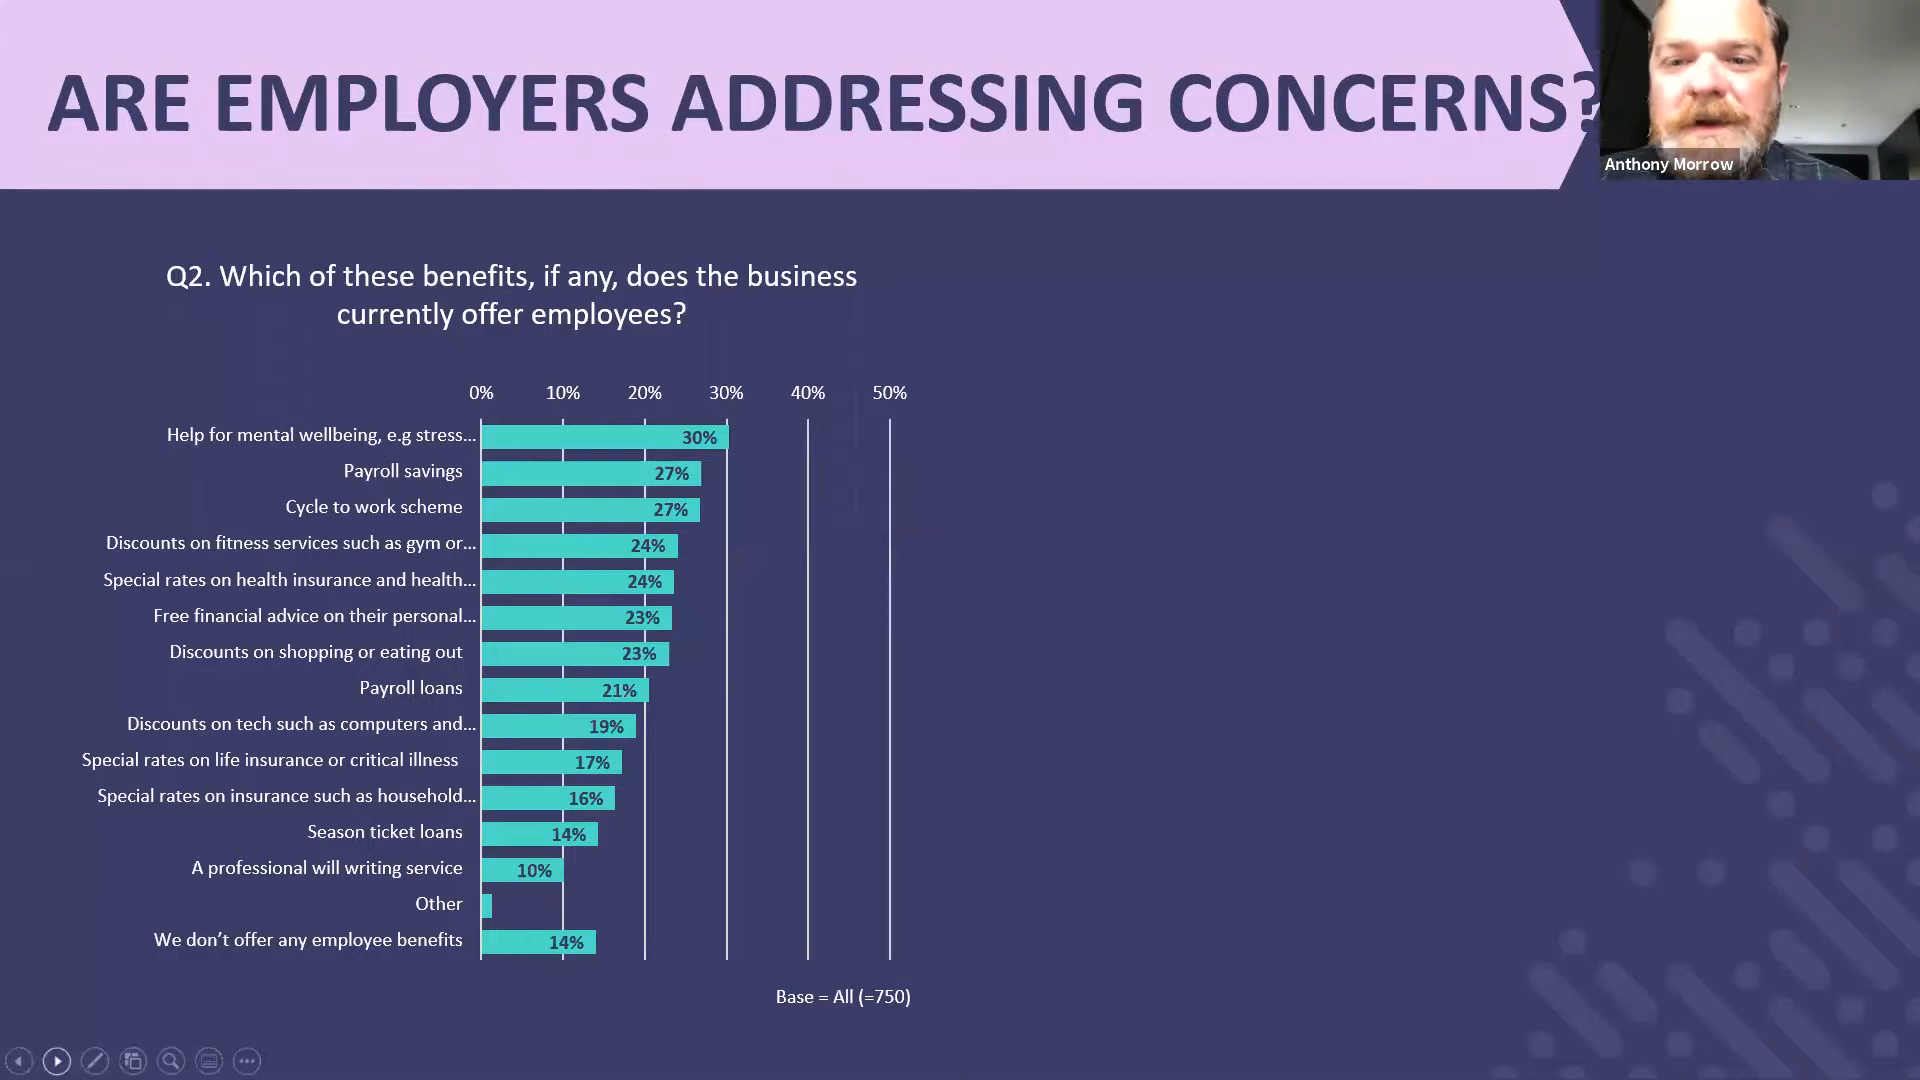 ARE EMPLOYERS ADDRESSING CONCERNS?
Anthony Morrow
Q2. Which of these benefits, if any, does the business
currently offer employees?
0% 10% 20% 30% 40% 50%
Help for mental wellbeing, e.g stress... 30%
Payroll savings 27%
Cycle to work scheme 27%
Discounts on fitness services such as gym or... 24%
Special rates on health insurance and health... 24%
Free financial advice on their personal... 23%
Discounts on shopping or eating out 23%
Payroll loans 21%
Discounts on tech such as computers and... 19%
Special rates on life insurance or critical illness 17%
Special rates on insurance such as household... 16%
Season ticket loans 14%
A professional will writing service 10%
Other
We don’t offer any employee benefits 14%
Base = All (=750)